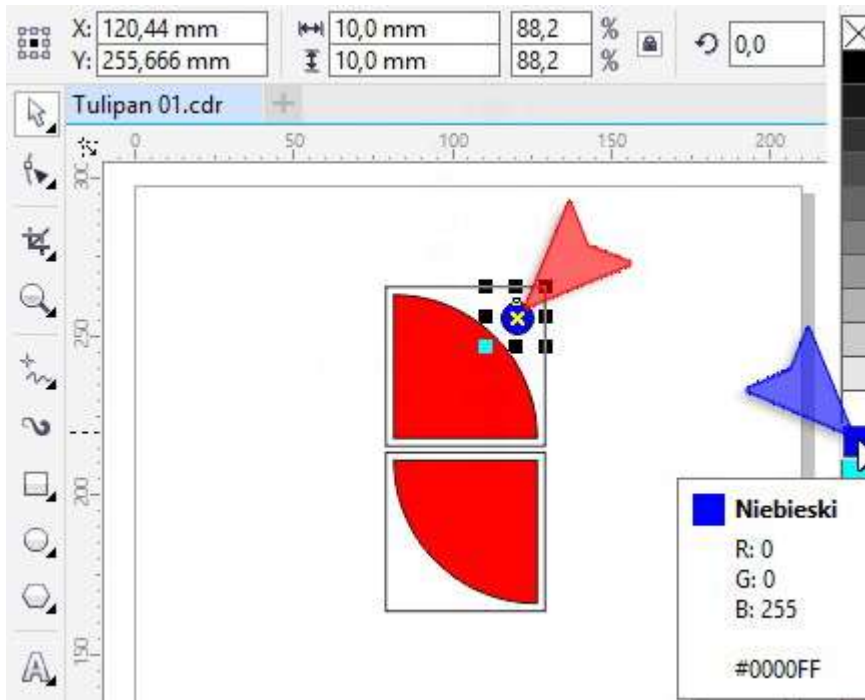 X: 120,44 mm 10,0 mm 88,2 %
Y: 255,666 mm 10,0 mm 88,2 % 0,0
Tulipan 01.cdr
0 50 100 150 200
300
250
200
150
Niebieski
R: 0
G: 0
B: 255
#0000FF